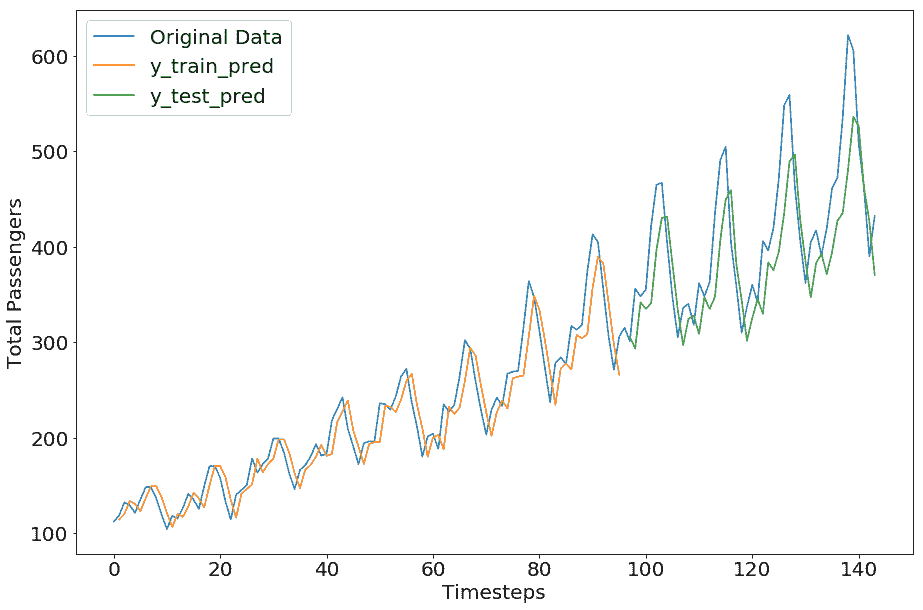 Original Data
y_train_pred
y_test_pred
600
500
400
300
200
100
Total Passengers
0 20 40 60 80 100 120 140
Timesteps